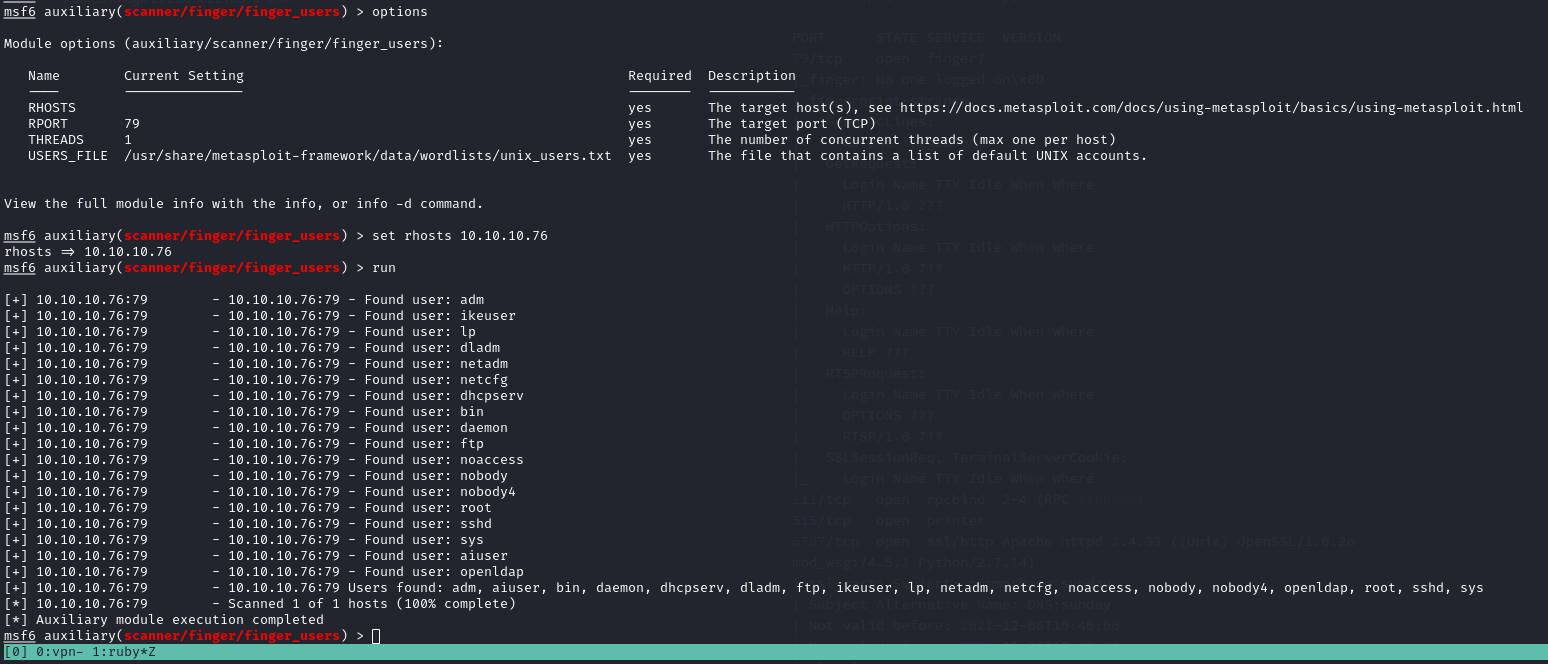 msf6 auxiliary(scanner/finger/finger_users) > options
Module options (auxiliary/scanner/finger/finger_users):
Name Current Setting Required Description
RHOSTS yes The target host(s), see https://docs.metasploit.com/docs/using-metasploit/basics/using-metasploit.html
RPORT 79 yes The target port (TCP)
THREADS 1 yes The number of concurrent threads (max one per host)
USERS_FILE /usr/share/metasploit-framework/data/wordlists/unix_users.txt yes The file that contains a list of default UNIX accounts.
View the full module info with the info, or info -d command.
msf6 auxiliary(scanner/finger/finger_users) > set rhosts 10.10.10.76
rhosts => 10.10.10.76
msf6 auxiliary(scanner/finger/finger_users) > run
[+] 10.10.10.76:79 - 10.10.10.76:79 - Found user: adm
[+] 10.10.10.76:79 - 10.10.10.76:79 - Found user: ikeuser
[+] 10.10.10.76:79 - 10.10.10.76:79 - Found user: lp
[+] 10.10.10.76:79 - 10.10.10.76:79 - Found user: dladm
[+] 10.10.10.76:79 - 10.10.10.76:79 - Found user: netadm
[+] 10.10.10.76:79 - 10.10.10.76:79 - Found user: netcfg
[+] 10.10.10.76:79 - 10.10.10.76:79 - Found user: dhcpserv
[+] 10.10.10.76:79 - 10.10.10.76:79 - Found user: bin
[+] 10.10.10.76:79 - 10.10.10.76:79 - Found user: daemon
[+] 10.10.10.76:79 - 10.10.10.76:79 - Found user: ftp
[+] 10.10.10.76:79 - 10.10.10.76:79 - Found user: noaccess
[+] 10.10.10.76:79 - 10.10.10.76:79 - Found user: nobody
[+] 10.10.10.76:79 - 10.10.10.76:79 - Found user: nobody4
[+] 10.10.10.76:79 - 10.10.10.76:79 - Found user: root
[+] 10.10.10.76:79 - 10.10.10.76:79 - Found user: sshd
[+] 10.10.10.76:79 - 10.10.10.76:79 - Found user: sys
[+] 10.10.10.76:79 - 10.10.10.76:79 - Found user: aiuser
[+] 10.10.10.76:79 - 10.10.10.76:79 - Found user: openldap
[+] 10.10.10.76:79 - 10.10.10.76:79 Users found: adm, aiuser, bin, daemon, dhcpserv, dladm, ftp, ikeuser, lp, netadm, netcfg, noaccess, nobody, nobody4, openldap, root, sshd, sys
[*] 10.10.10.76:79 - Scanned 1 of 1 hosts (100% complete)
[*] Auxiliary module execution completed
msf6 auxiliary(scanner/finger/finger_users) >
[0] 0:vpn- 1:ruby*Z